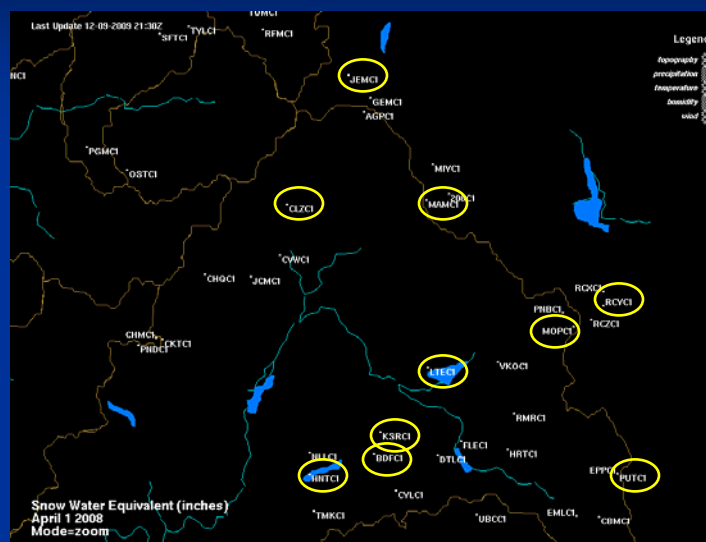 TUMC1
Last Update 12-09-2009 21:30Z
TYLC1
SFTC1
RFMC1
Legend
topography
precipitation
temperature
humidity
wind
NC1
JEMC1
GEMC1
AGPC1
PGMC1
OSTC1
MIYC1
CLZC1
MAMC1
CVWC1
CHQC1
JCMC1
RCXC1
RCYC1
PNBC1
RCZC1
MOPC1
CHMC1
CKTC1
PNDC1
LTEC1
VKOC1
RMRC1
KSRC1
FLEC1
HRTC1
NLLC1
BDFC1
DTLC1
EPPC1
HNTC1
PUTC1
CYLC1
Snow Water Equivalent (inches)
April 1 2008
Mode=zoom
TMKC1
UBCC1
EMLC1
CBMC1